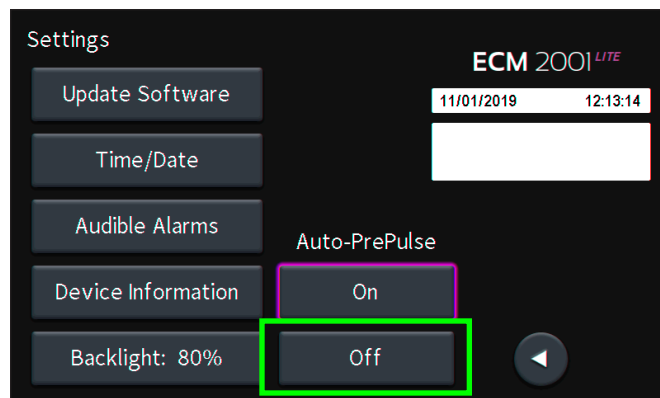 Settings
ECM 2001 LITE
Update Software
11/01/2019 12:13:14
Time/Date
Audible Alarms
Auto-PrePulse
Device Information
On
Backlight: 80%
Off